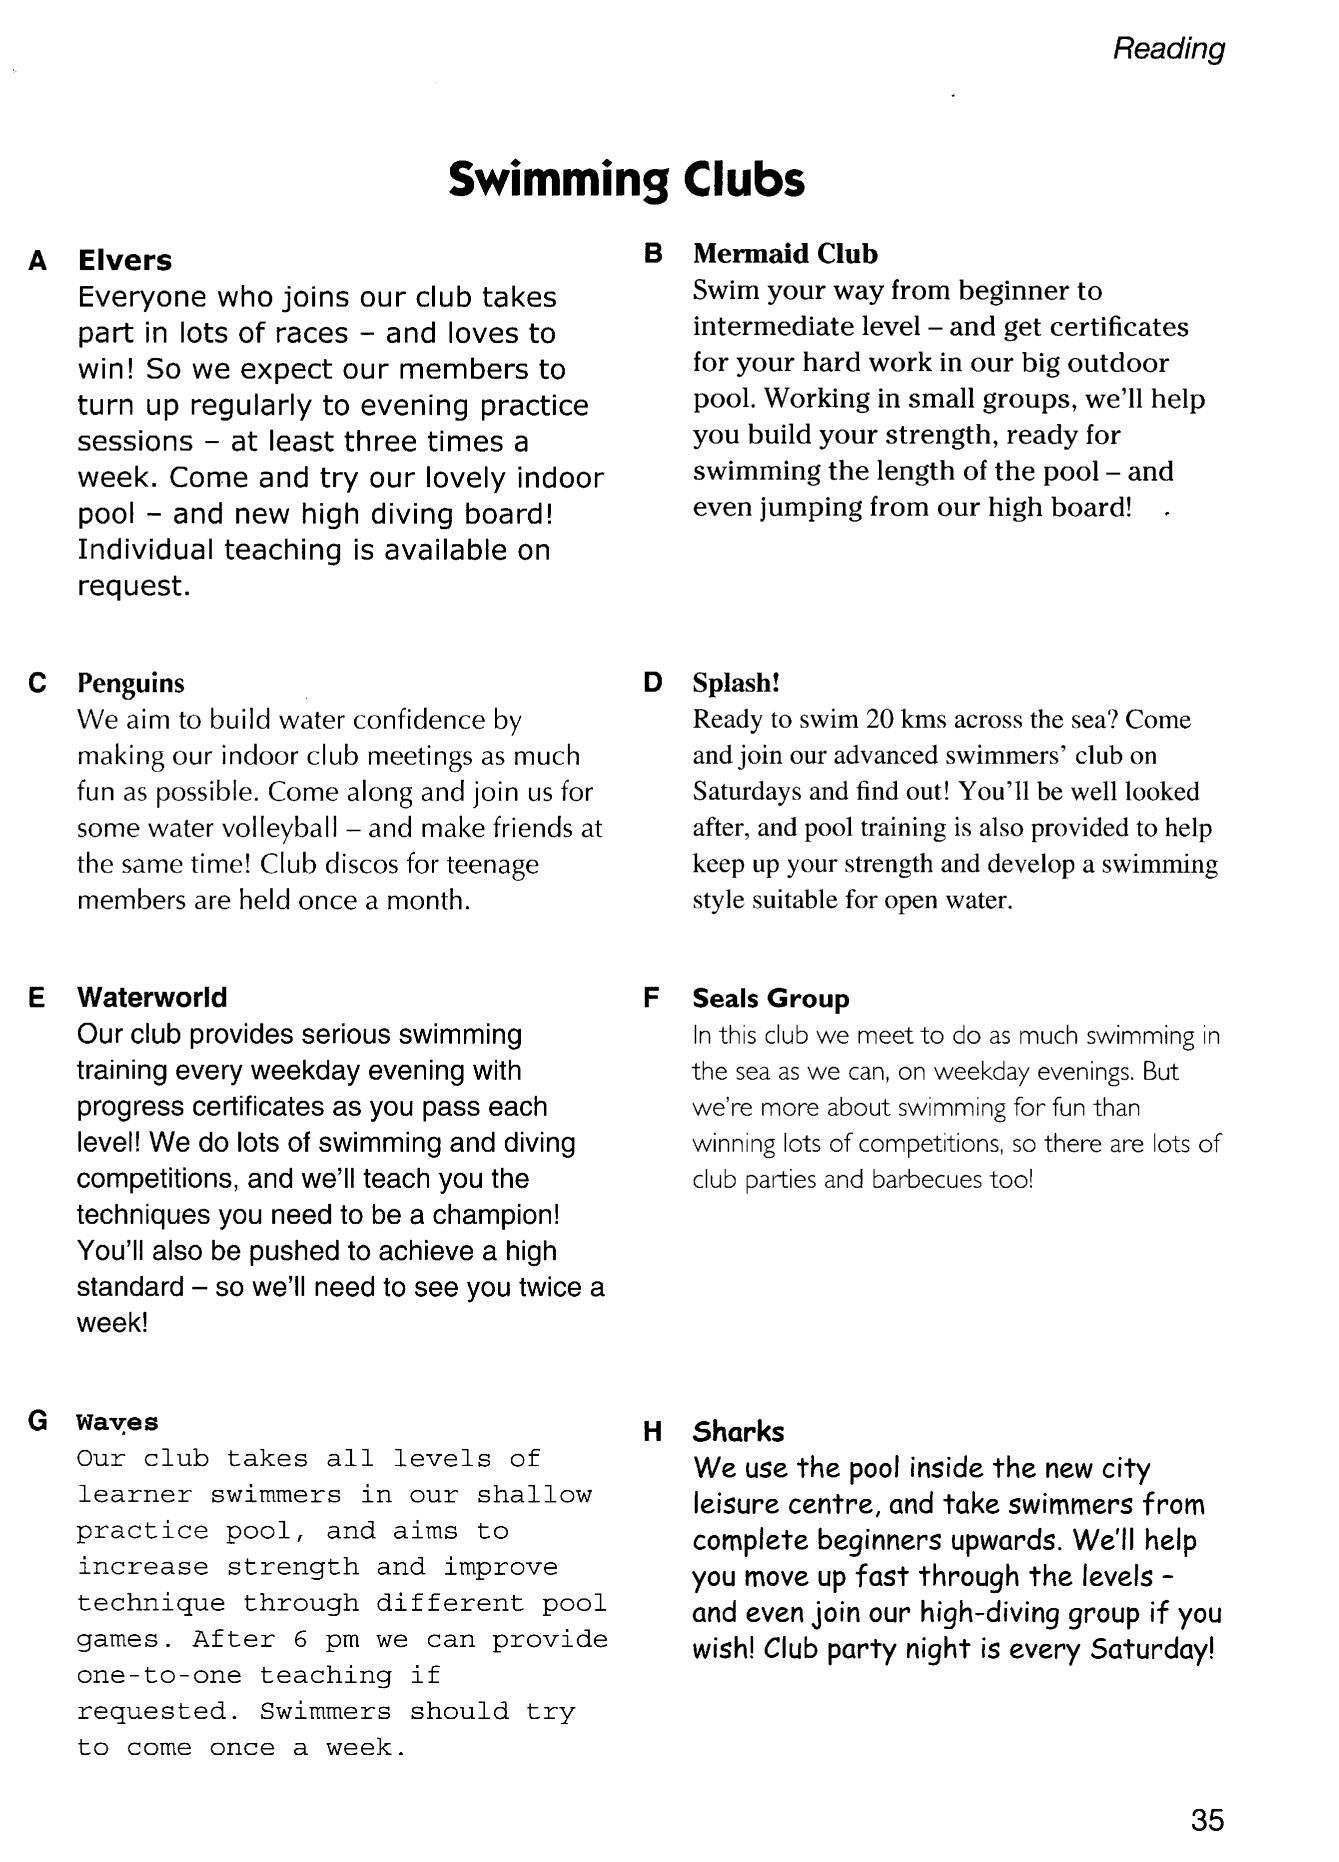 Reading
Swimming Clubs
A Elvers
Everyone who joins our club takes
part in lots of races – and loves to
win! So we expect our members to
turn up regularly to evening practice
sessions – at least three times a
week. Come and try our lovely indoor
pool – and new high diving board!
Individual teaching is available on
request.
B Mermaid Club
Swim your way from beginner to
intermediate level – and get certificates
for your hard work in our big outdoor
pool. Working in small groups, we'll help
you build your strength, ready for
swimming the length of the pool – and
even jumping from our high board!
C Penguins
We aim to build water confidence by
making our indoor club meetings as much
fun as possible. Come along and join us for
some water volleyball – and make friends at
the same time! Club discos for teenage
members are held once a month.
D Splash!
Ready to swim 20 kms across the sea? Come
and join our advanced swimmers' club on
Saturdays and find out! You'll be well looked
after, and pool training is also provided to help
keep up your strength and develop a swimming
style suitable for open water.
E Waterworld
Our club provides serious swimming
training every weekday evening with
progress certificates as you pass each
level! We do lots of swimming and diving
competitions, and we'll teach you the
techniques you need to be a champion!
You'll also be pushed to achieve a high
standard – so we'll need to see you twice a
week!
F Seals Group
In this club we meet to do as much swimming in
the sea as we can, on weekday evenings. But
we're more about swimming for fun than
winning lots of competitions, so there are lots of
club parties and barbecues too!
G Waves
Our club takes all levels of
learner swimmers in our shallow
practice pool, and aims to
increase strength and improve
technique through different pool
games. After 6 pm we can provide
one-to-one teaching if
requested. Swimmers should try
to come once a week.
H Sharks
We use the pool inside the new city
leisure centre, and take swimmers from
complete beginners upwards. We'll help
you move up fast through the levels -
and even join our high-diving group if you
wish! Club party night is every Saturday!
35